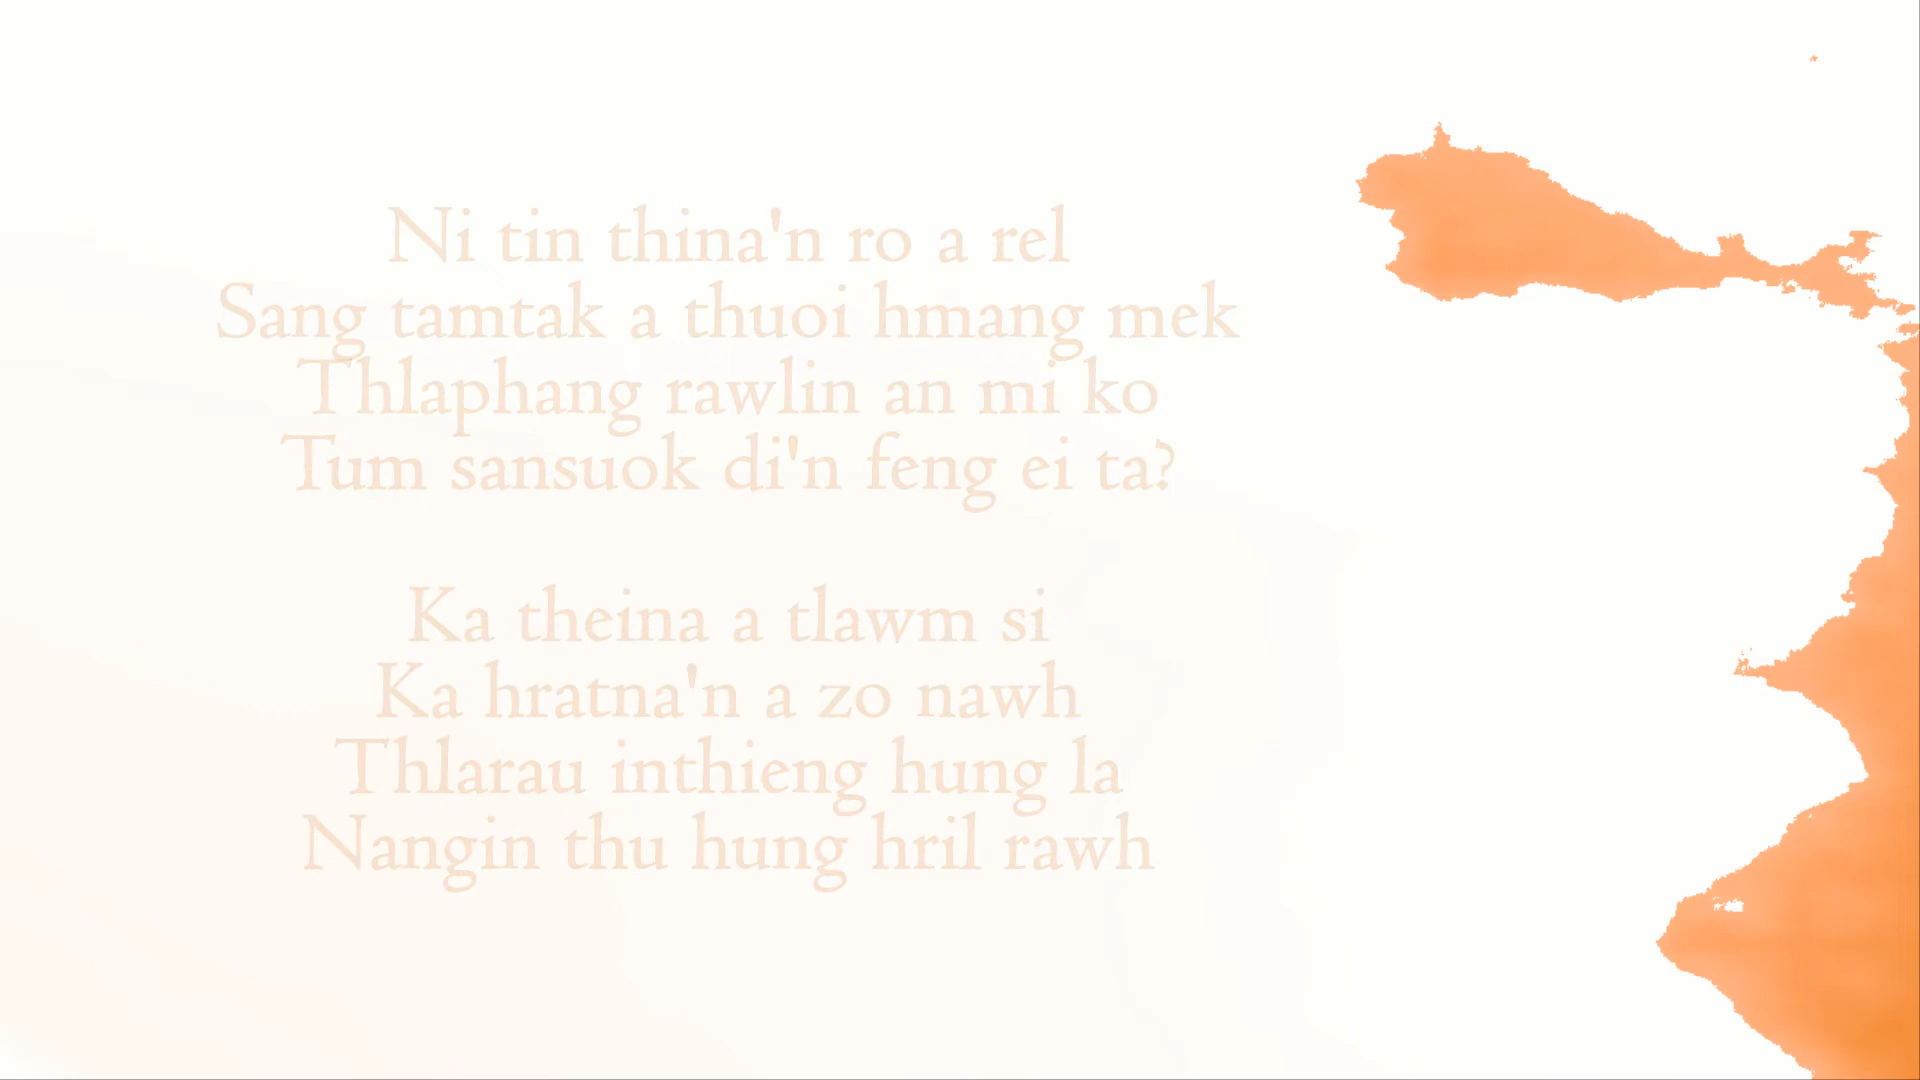 Ni tin thina'n ro a rel
Sang tamtak a thuoi hmang mek
Thlaphang rawlin an mi ko
Tum sansuok di'n feng ei ta?
Ka theina a tlawm si
Ka hratna'n a zo nawh
Thlarau inthieng hung la
Nangin thu hung hril rawh